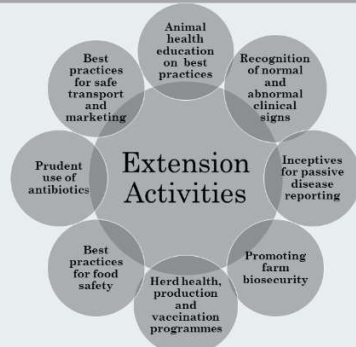 Animal
health
education
on best
practices
Recognition
of normal
and
abnormal
clinical
signs
Inceptives
for passive
disease
reporting
Promoting
farm
biosecurity
Herd health,
production
and
vaccination
programmes
Best
practices
for food
safety
Prudent
use of
antibiotics
Best
practices
for safe
transport
and
marketing
Extension
Activities